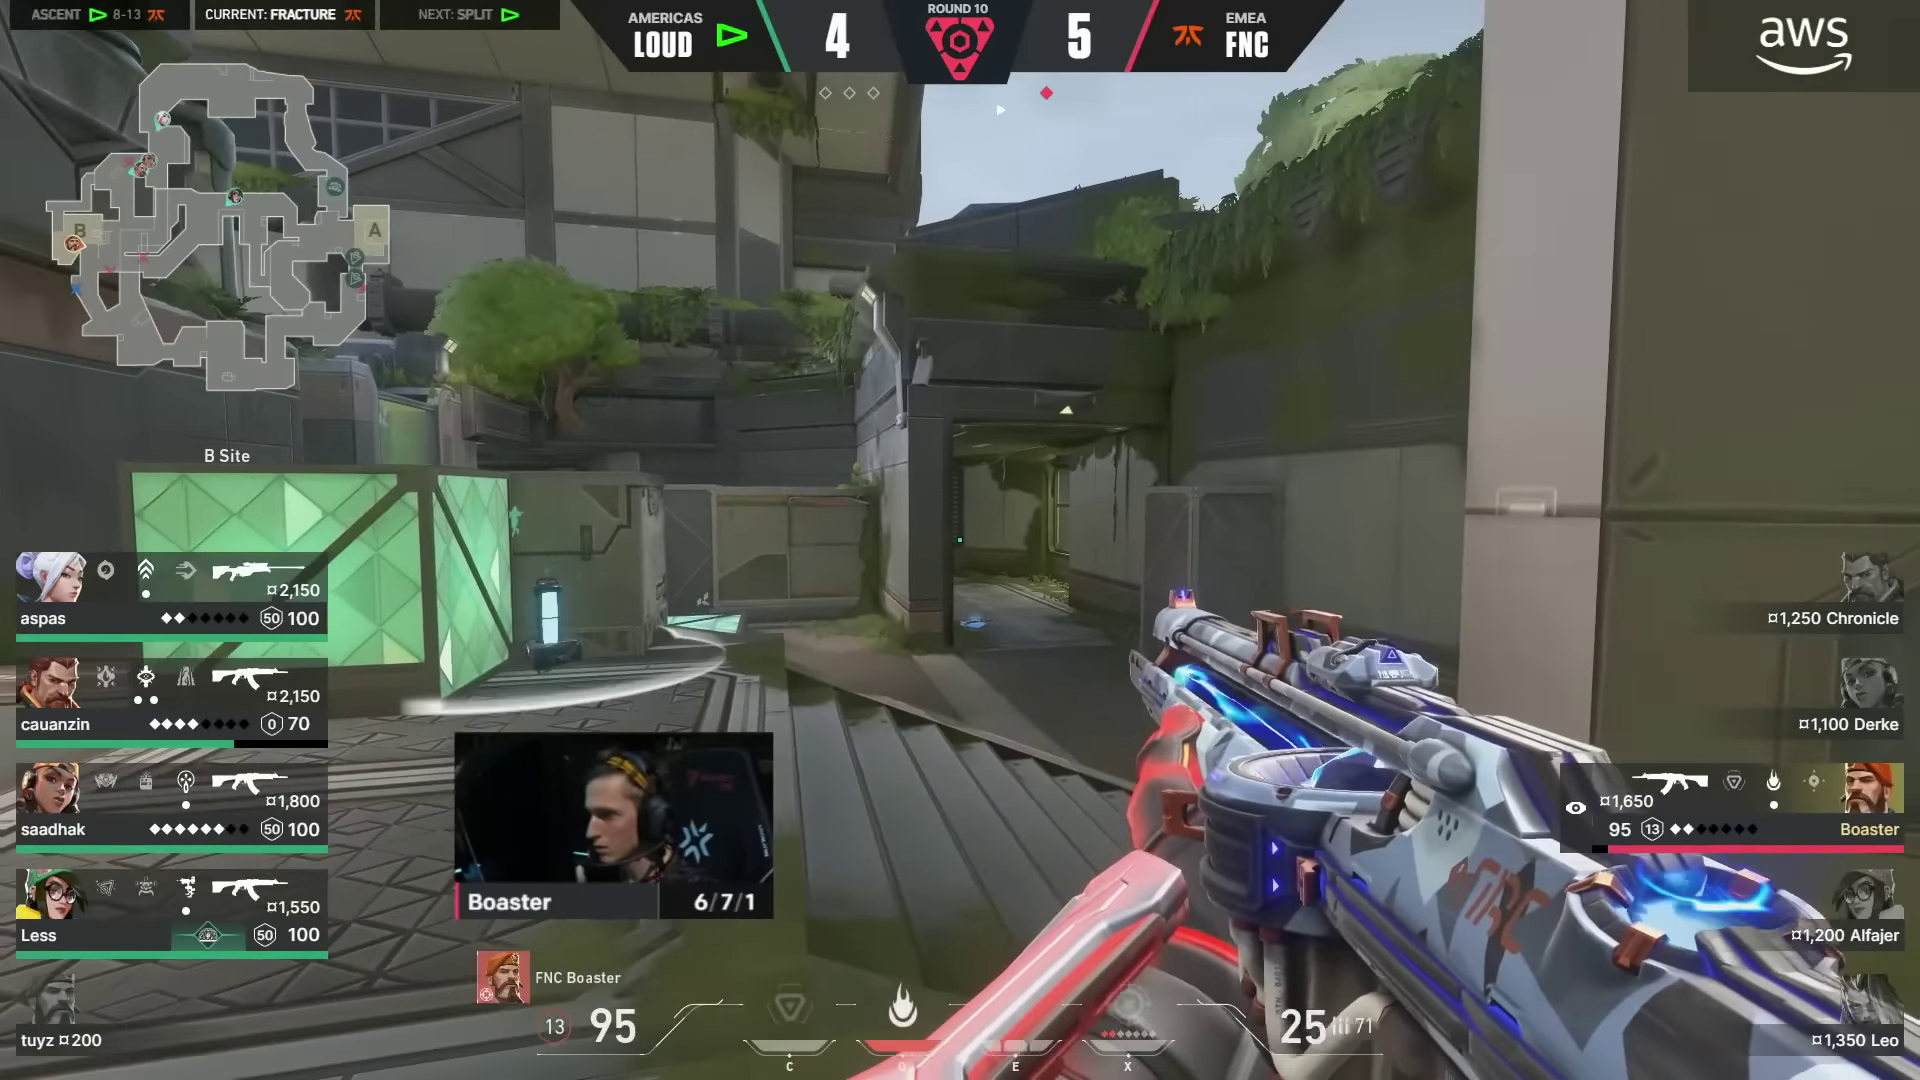 ASCENT 8-13
CURRENT: FRACTURE
NEXT: SPLIT
AMERICAS
LOUD
4
ROUND 10
5
EMEA
FNC
aws
B
A
B Site
2,150
aspas
50 100
2,150
cauanzin
0 70
1,800
saadhak
50 100
1,550
Less
50 100
tuyz ¤200
Boaster
6/7/1
FNC Boaster
13
95
C
Q
E
X
25
71
¤1,250 Chronicle
¤1,100 Derke
¤1,650
95 13
Boaster
¤1,200 Alfajer
¤1,350 Leo